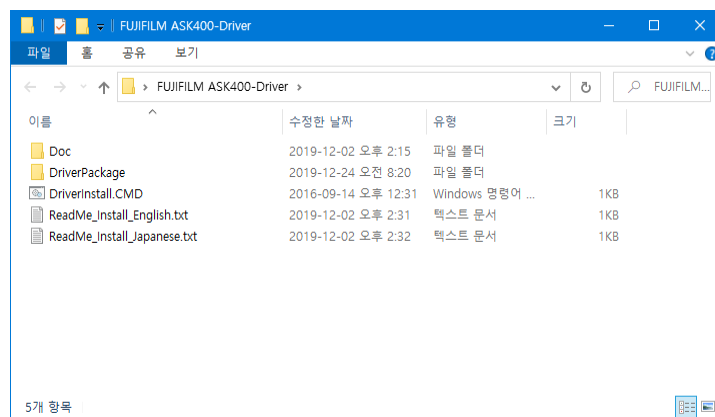 FUJIFILM ASK400-Driver
파일 홈 공유 보기
FUJIFILM ASK400-Driver FUJIFILM...
이름 수정한 날짜 유형 크기
Doc 2019-12-02 오후 2:15 파일 폴더
DriverPackage 2019-12-24 오전 8:20 파일 폴더
DriverInstall.CMD 2016-09-14 오후 12:31 Windows 명령어 ... 1KB
ReadMe_Install_English.txt 2019-12-02 오후 2:31 텍스트 문서 1KB
ReadMe_Install_Japanese.txt 2019-12-02 오후 2:32 텍스트 문서 1KB
5개 항목